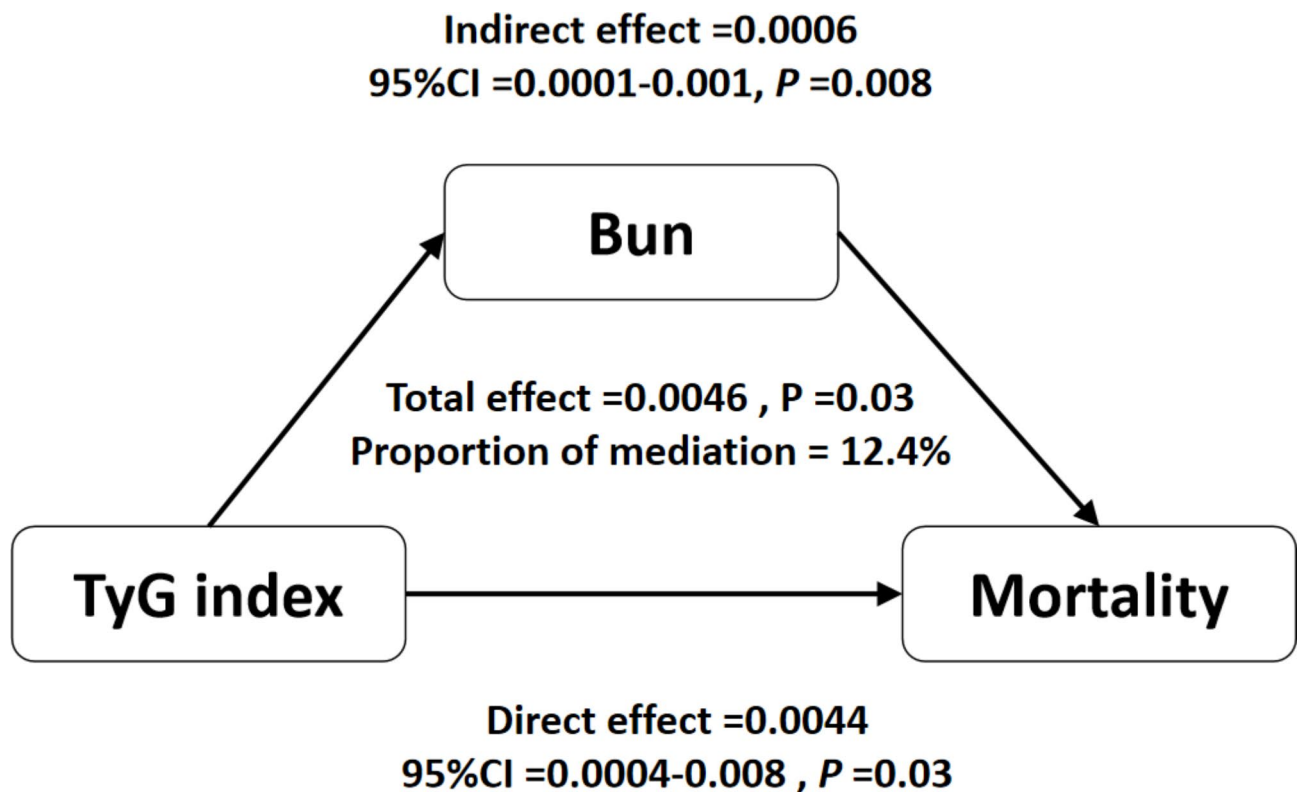 Indirect effect =0.0006
95%CI =0.0001-0.001, P =0.008
Bun
Total effect =0.0046 , P =0.03
Proportion of mediation = 12.4%
TyG index
Mortality
Direct effect =0.0044
95%CI =0.0004-0.008 , P =0.03